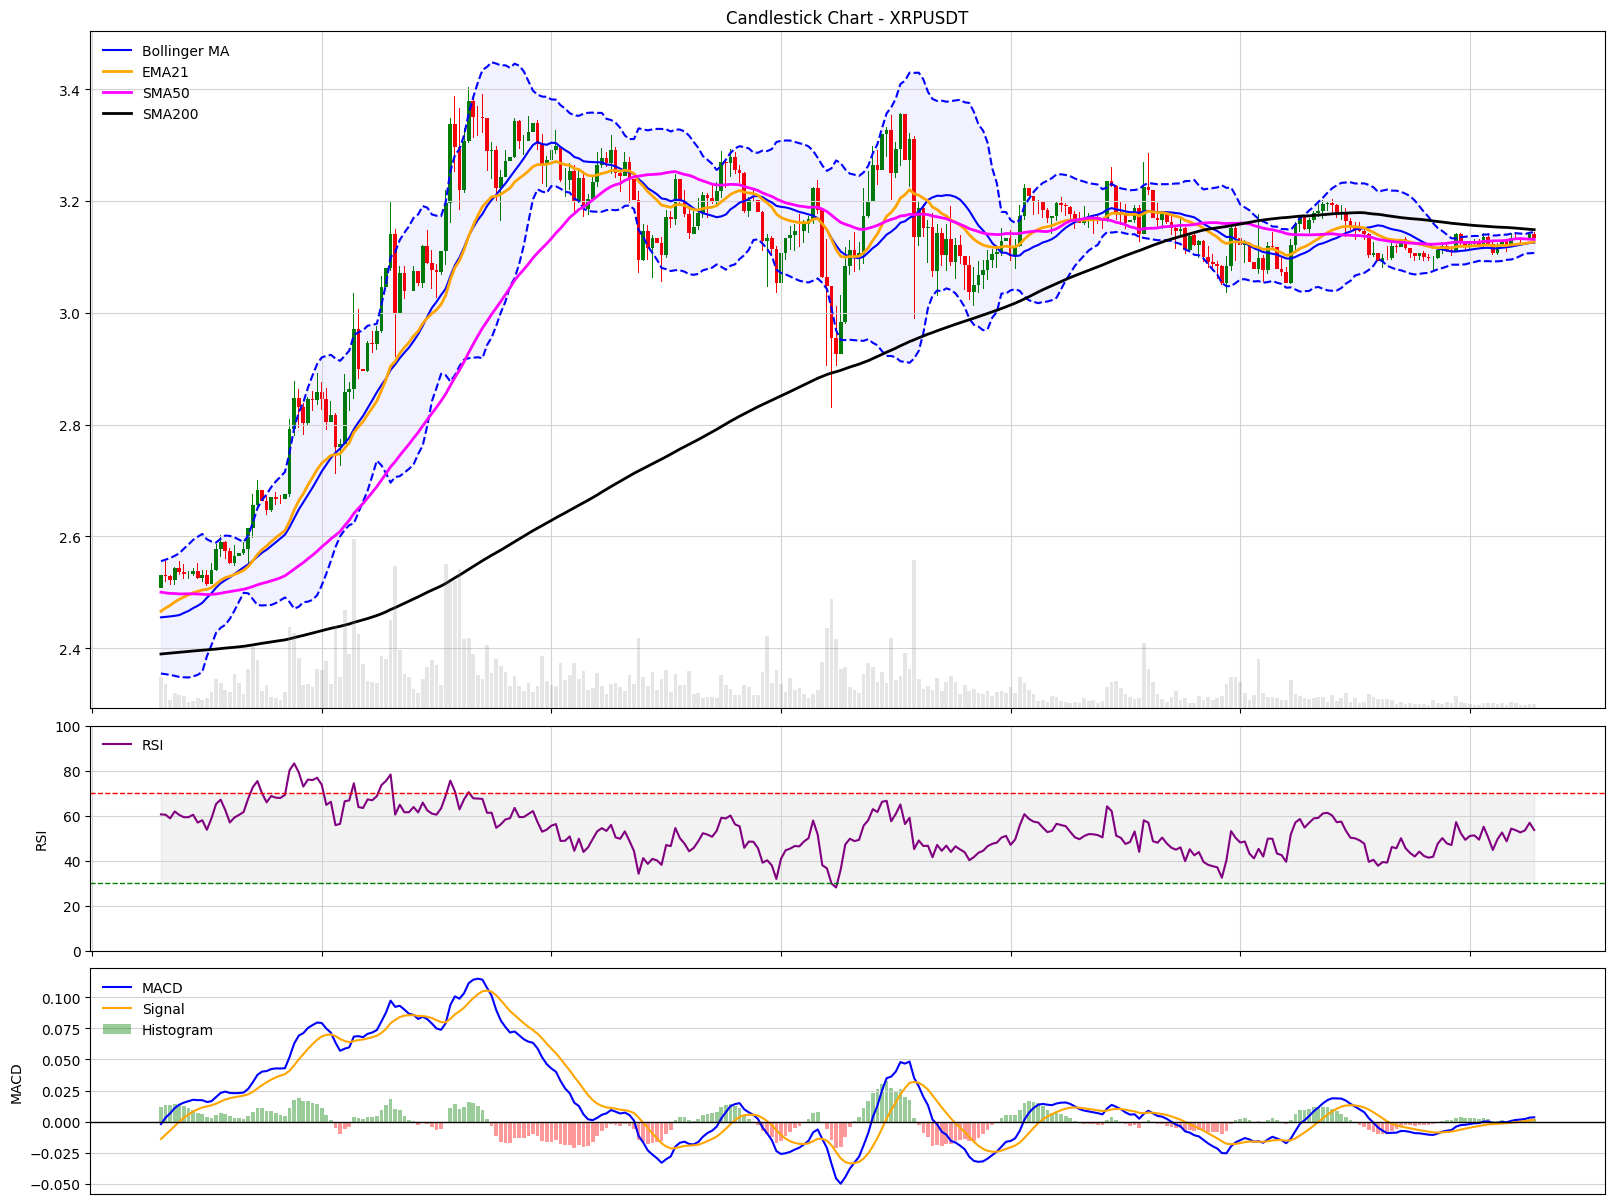 Candlestick Chart - XRPUSDT
Bollinger MA
EMA21
SMA50
SMA200
3.4
3.2
3.0
2.8
2.6
2.4
RSI
100
80
60
40
20
0
RSI
MACD
Signal
Histogram
0.100
0.075
0.050
0.025
0.000
−0.025
−0.050
MACD